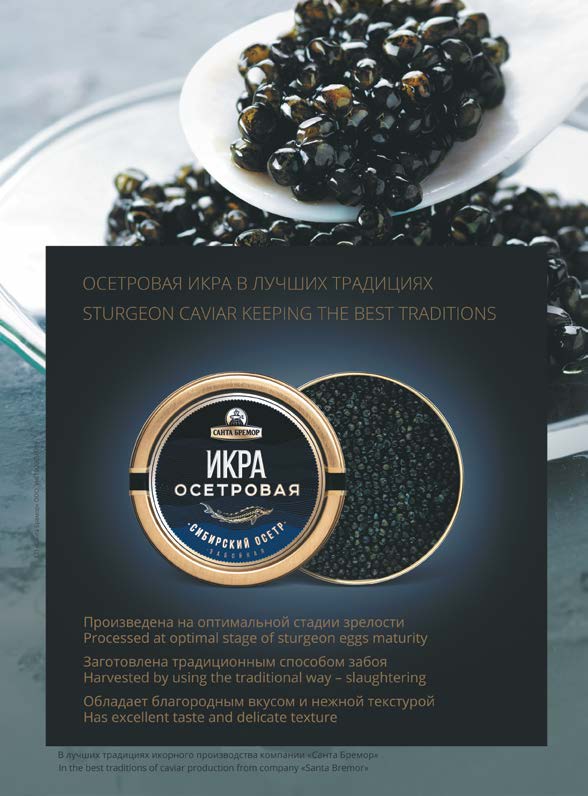 ОСЕТРОВАЯ ИКРА В ЛУЧШИХ ТРАДИЦИЯХ
STURGEON CAVIAR KEEPING THE BEST TRADITIONS
САНТА БРЕМОР
ИКРА
ОСЕТРОВАЯ
·СИБИРСКИЙ ОСЕТР·
ЗАБОЙНАЯ
Произведена на оптимальной стадии зрелости
Processed at optimal stage of sturgeon eggs maturity
Заготовлена традиционным способом забоя
Harvested by using the traditional way – slaughtering
Обладает благородным вкусом и нежной текстурой
Has excellent taste and delicate texture
В лучших традициях икорного производства компании «Санта Бремор»
In the best traditions of caviar production from company «Santa Bremor»